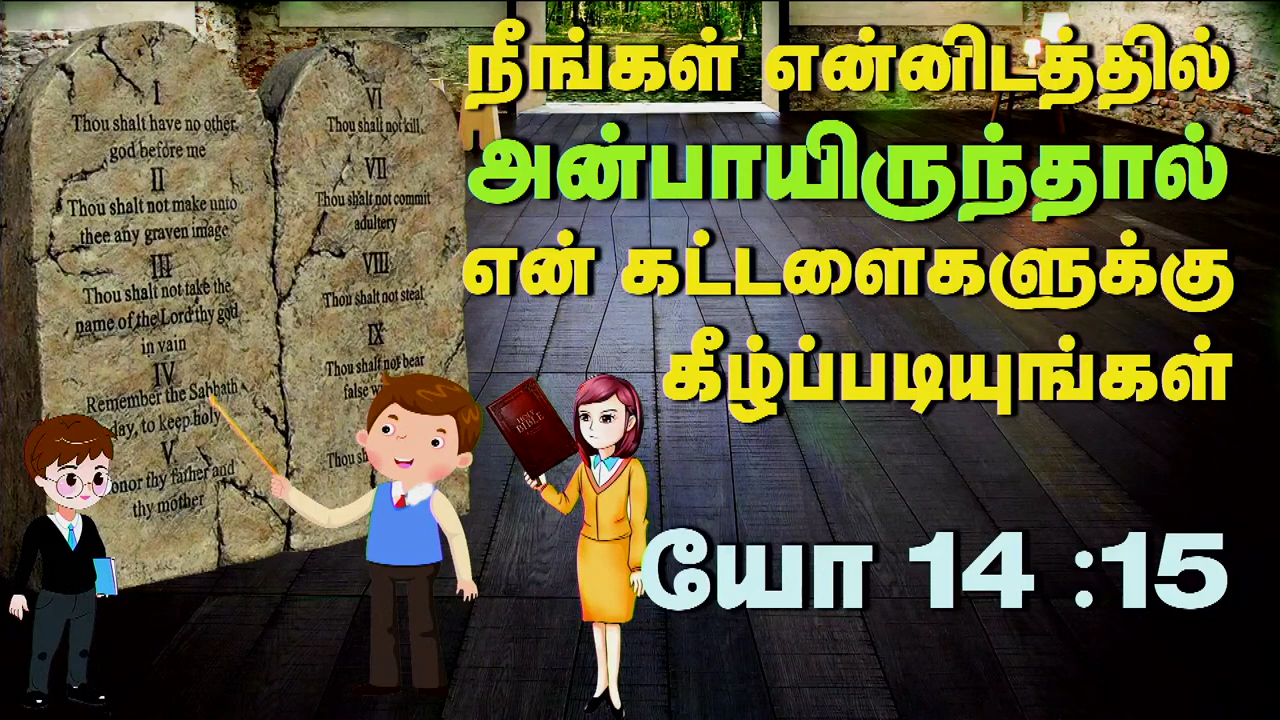 I
Thou shalt have no other
god before me
II
Thou shalt not make unto
thee any graven image
III
Thou shalt not take the
name of the Lord thy god
in vain
IV
Remember the Sabbath
day, to keep holy
V
thy father and
thy mother
VI
Thou shalt not kill
VII
Thou shalt not commit
adultery
VIII
Thou shalt not steal
IX
Thou shalt not bear
false
Thou
நீங்கள் என்னிடத்தில்
அன்பாயிருந்தால்
என் கட்டளைகளுக்கு
கீழ்ப்படியுங்கள்
HOLY
BIBLE
யோ 14 :15